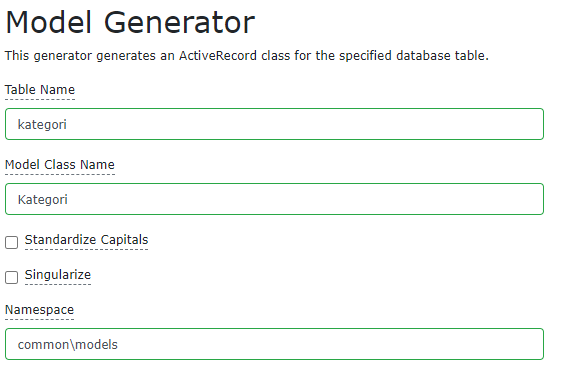 Model Generator
This generator generates an ActiveRecord class for the specified database table.
Table Name
kategori
Model Class Name
Kategori
Standardize Capitals
Singularize
Namespace
common\models